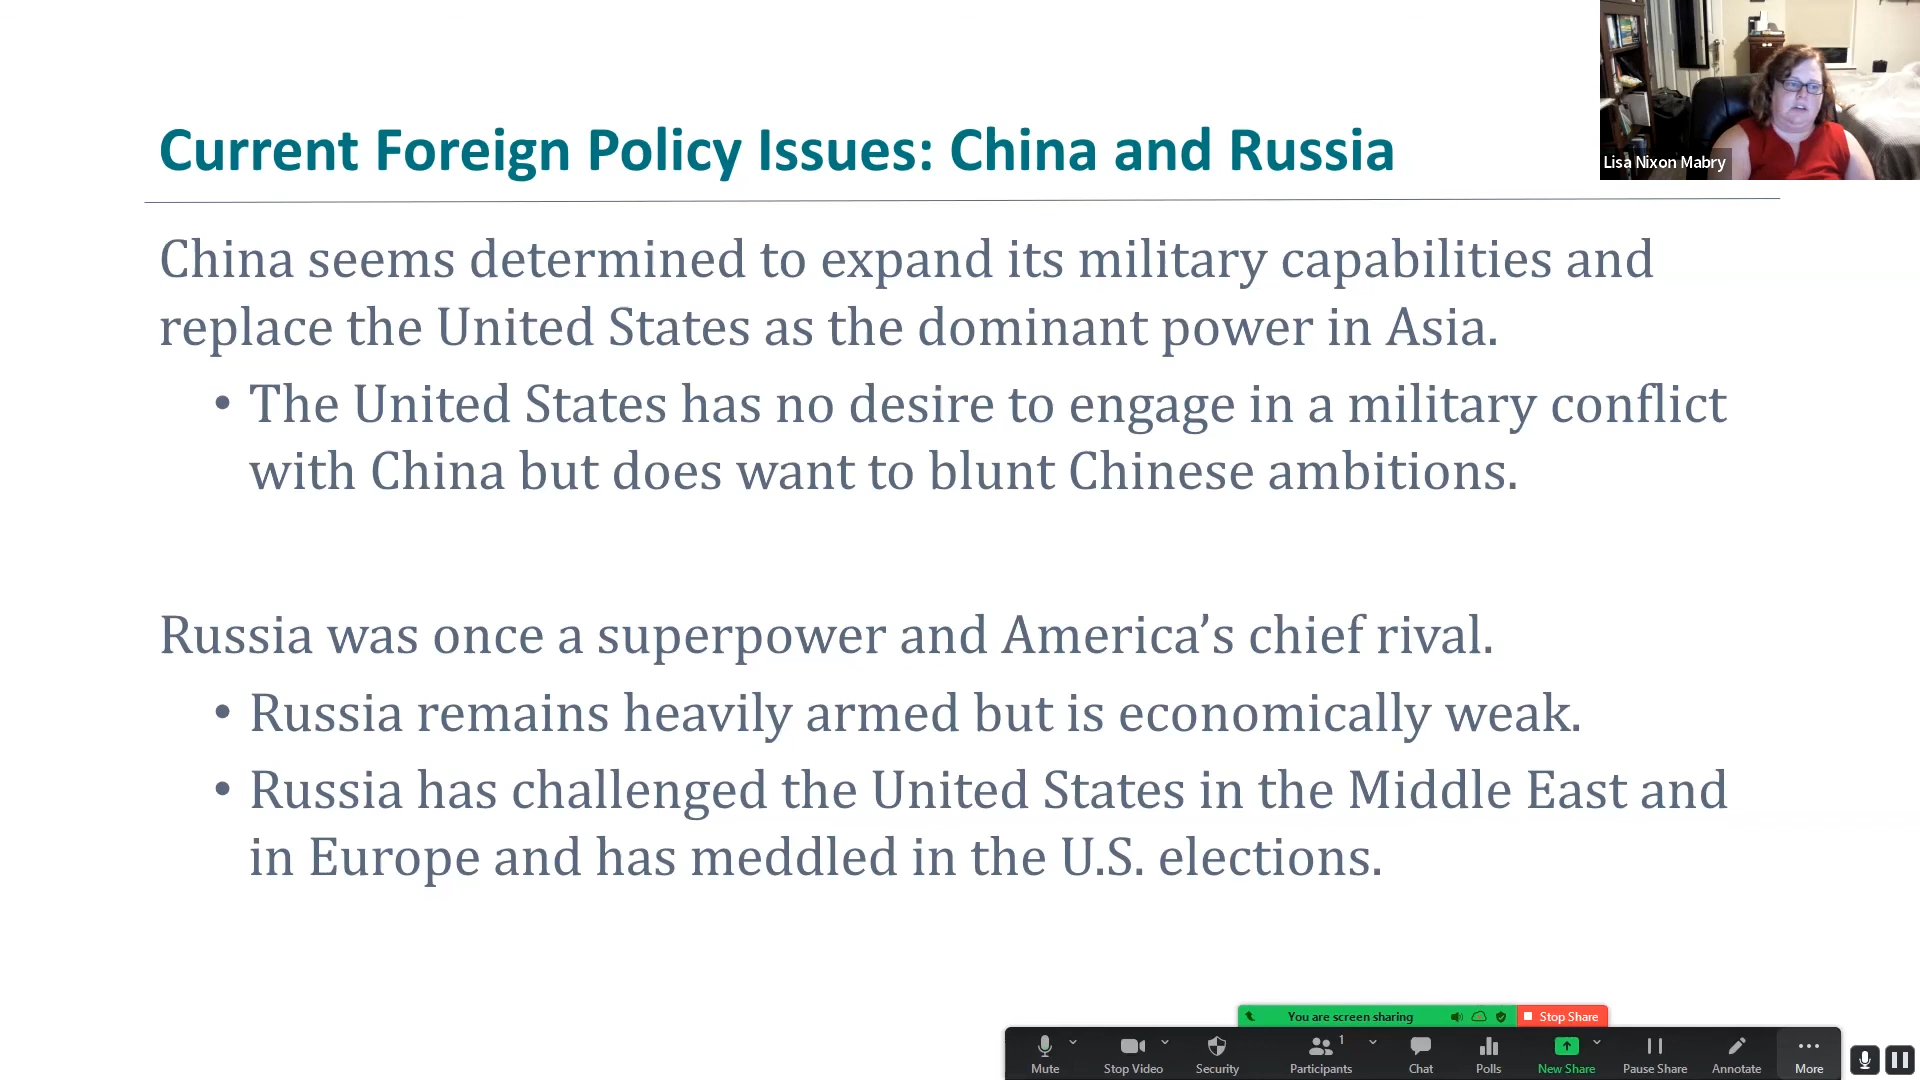 Current Foreign Policy Issues: China and Russia
Lisa Nixon Mabry
China seems determined to expand its military capabilities and
replace the United States as the dominant power in Asia.
• The United States has no desire to engage in a military conflict
with China but does want to blunt Chinese ambitions.
Russia was once a superpower and America’s chief rival.
• Russia remains heavily armed but is economically weak.
• Russia has challenged the United States in the Middle East and
in Europe and has meddled in the U.S. elections.
You are screen sharing
Stop Share
Mute
Stop Video
Security
Participants
1
Chat
Polls
New Share
Pause Share
Annotate
More